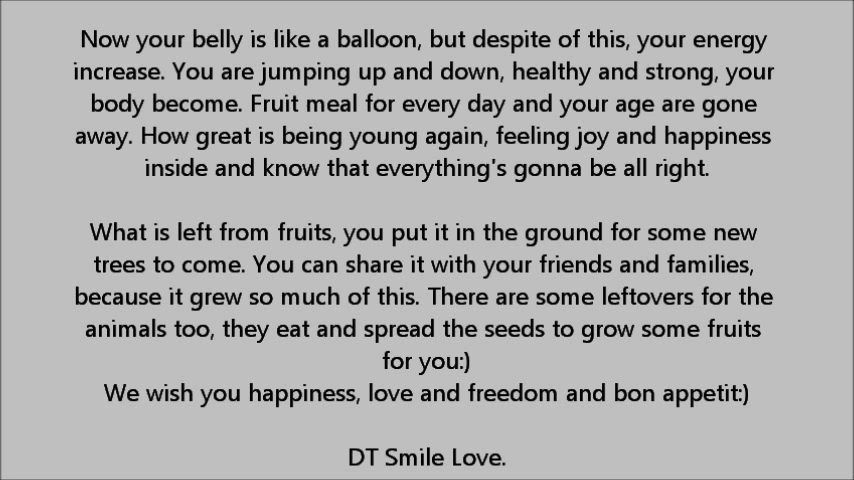 Now your belly is like a balloon, but despite of this, your energy
increase. You are jumping up and down, healthy and strong, your
body become. Fruit meal for every day and your age are gone
away. How great is being young again, feeling joy and happiness
inside and know that everything's gonna be all right.
What is left from fruits, you put it in the ground for some new
trees to come. You can share it with your friends and families,
because it grew so much of this. There are some leftovers for the
animals too, they eat and spread the seeds to grow some fruits
for you:)
We wish you happiness, love and freedom and bon appetit:)
DT Smile Love.